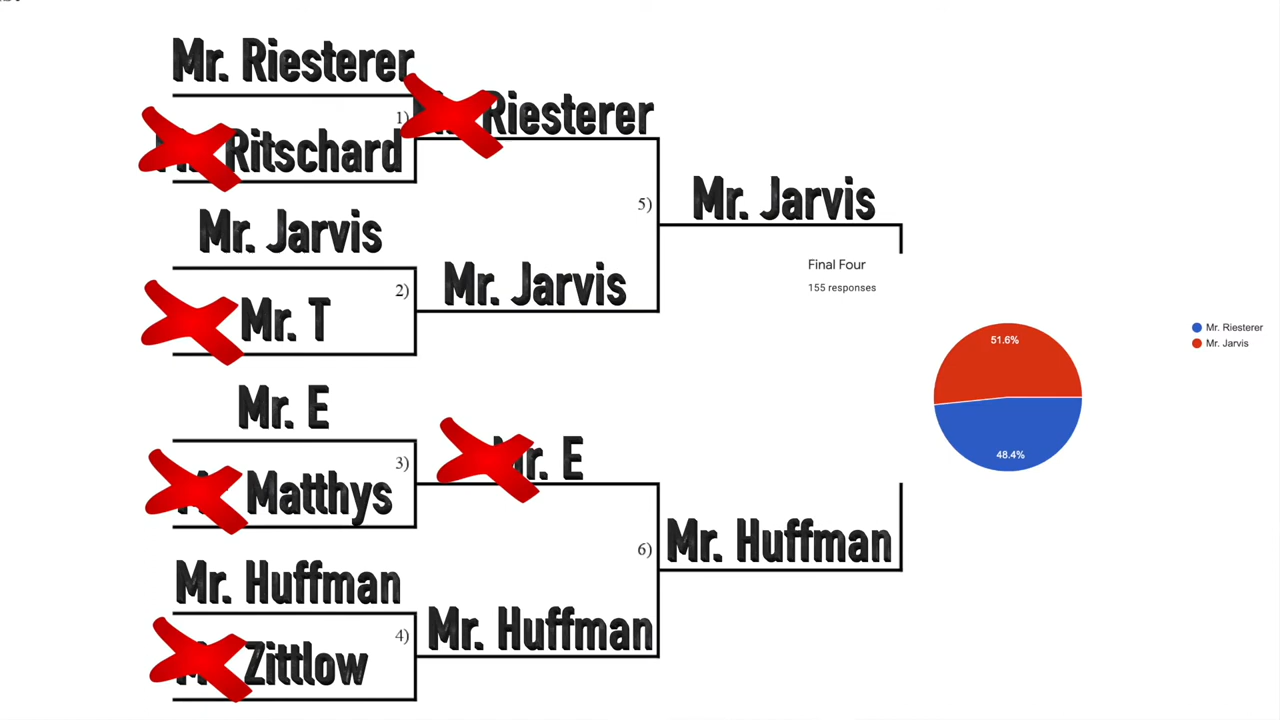 Mr. Riesterer
1)
Ritschard
Riesterer
Mr. Jarvis
2)
Mr. T
Mr. Jarvis
5)
Mr. Jarvis
Mr. E
3)
Matthys
Mr. E
Mr. Huffman
4)
Zittlow
Mr. Huffman
6)
Mr. Huffman
Final Four
155 responses
51.6%
48.4%
Mr. Riesterer
Mr. Jarvis